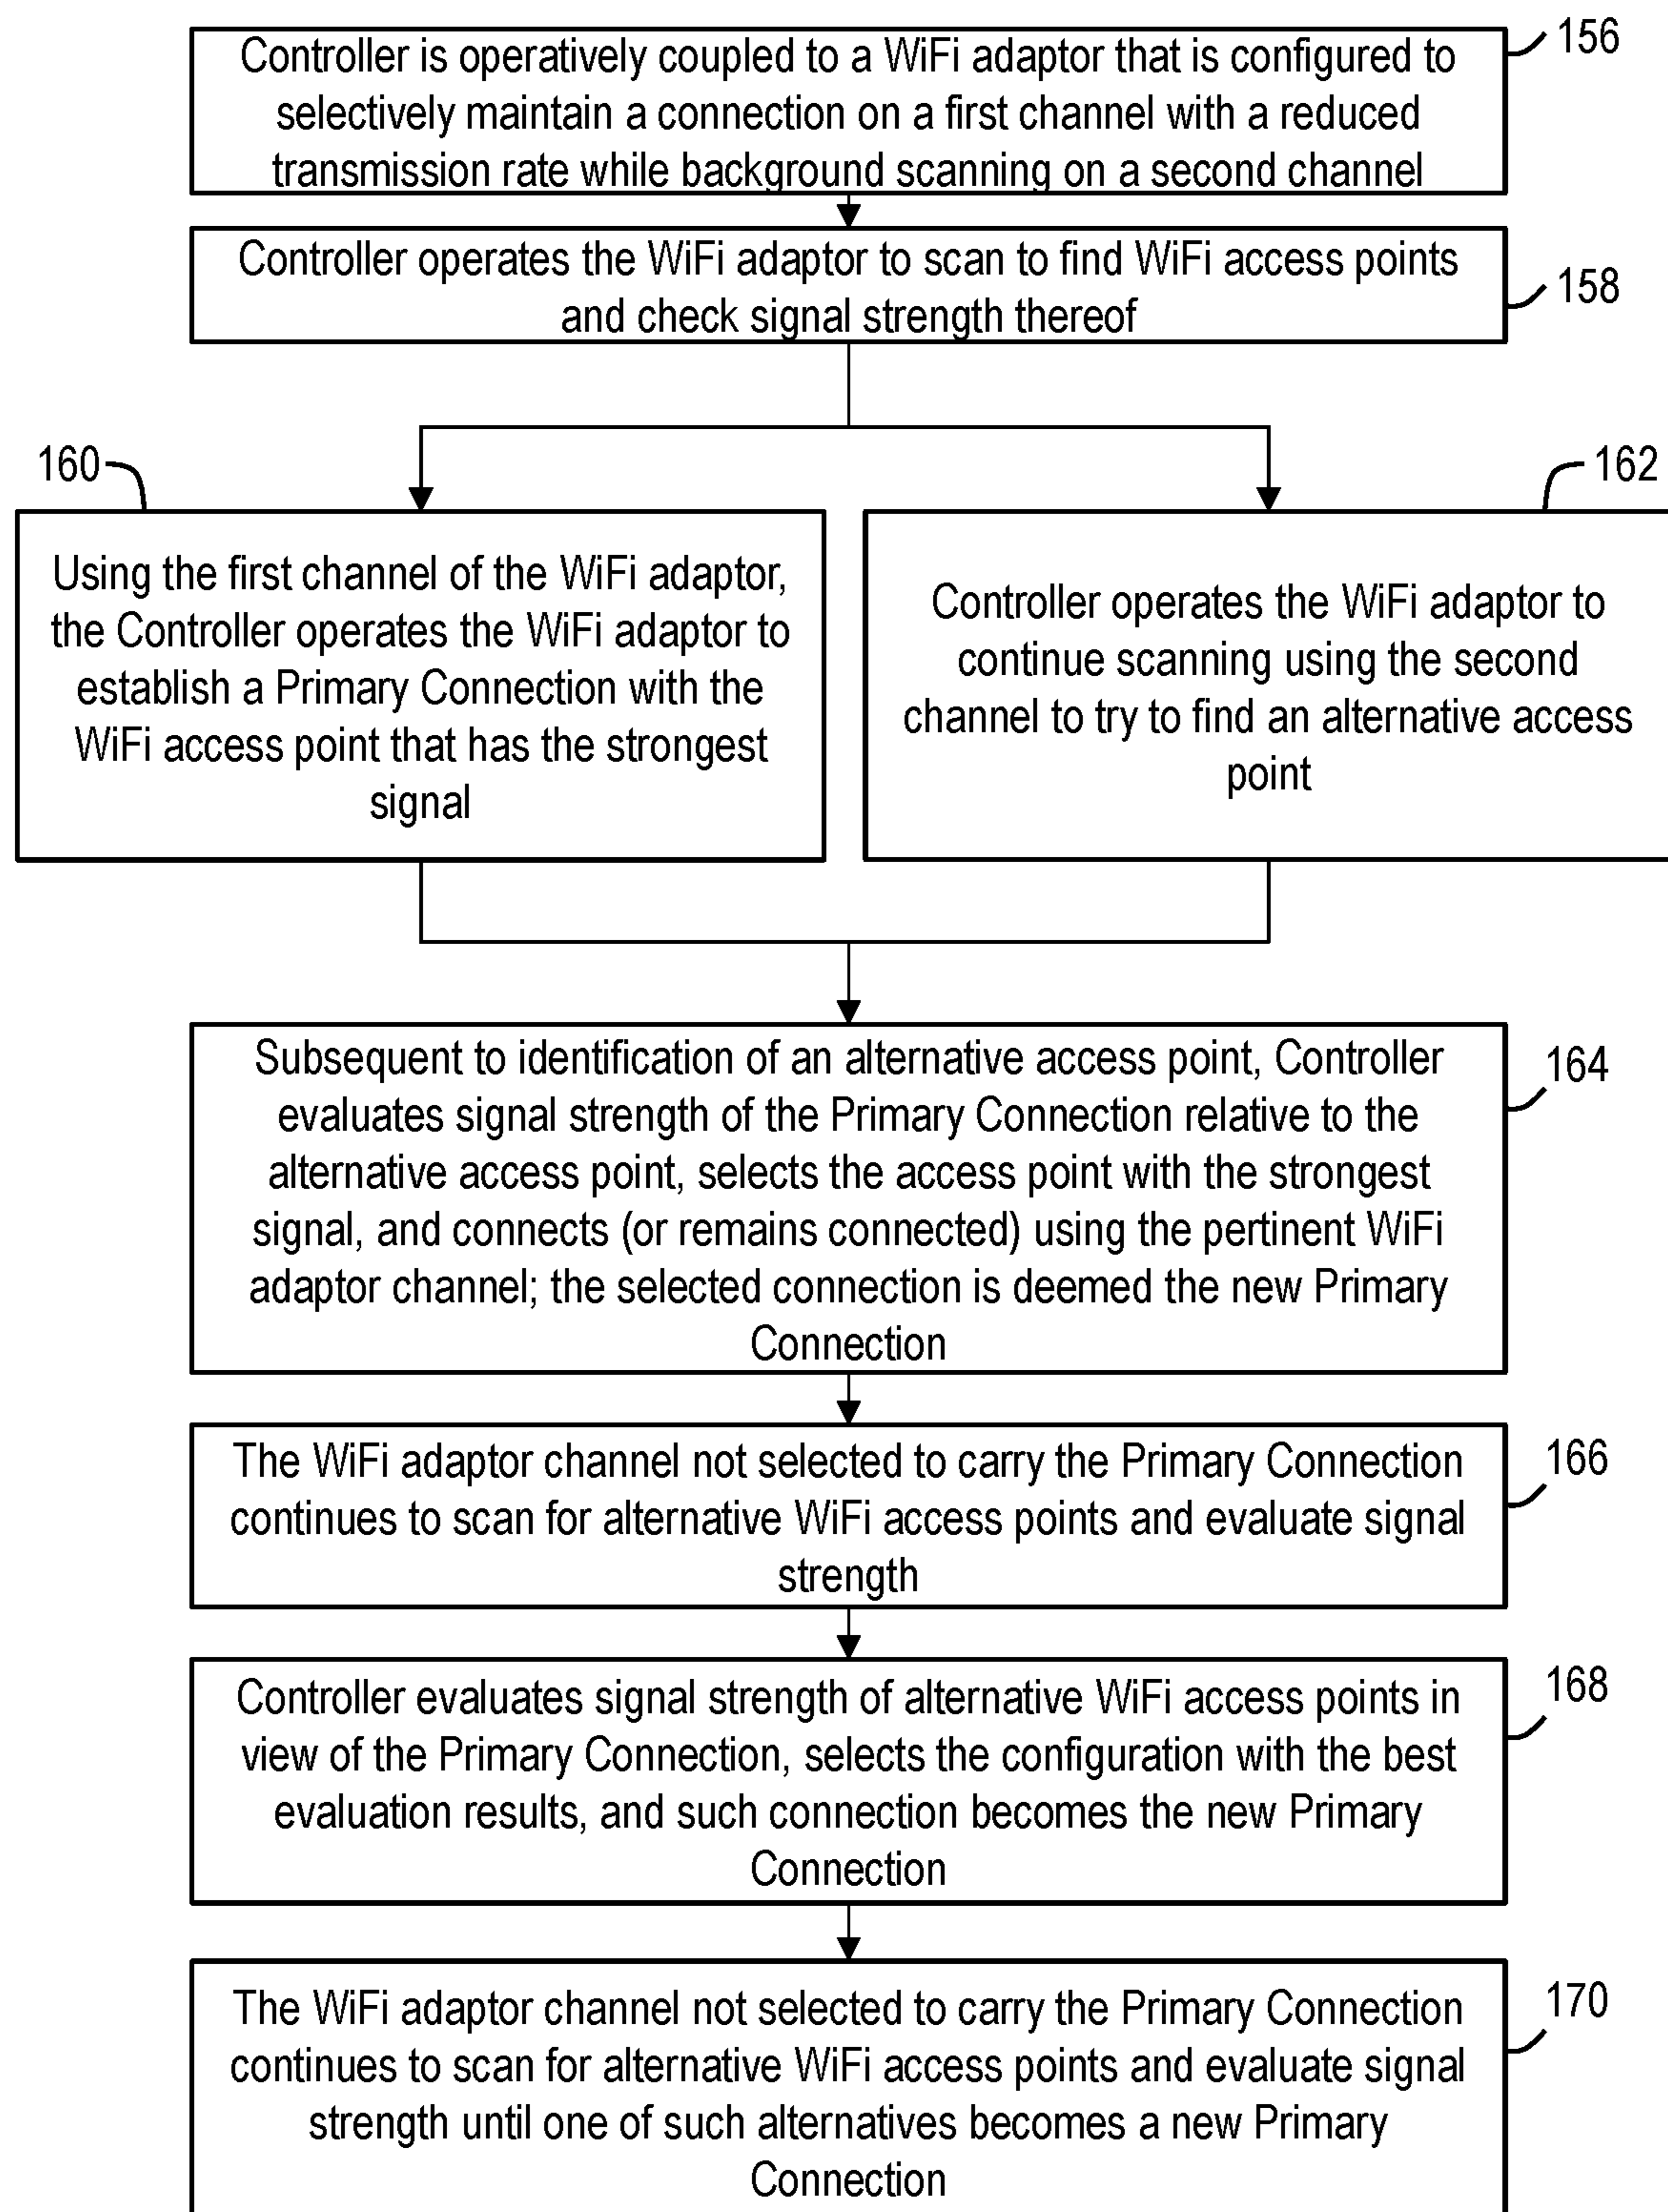 Controller is operatively coupled to a WiFi adaptor that is configured to
selectively maintain a connection on a first channel with a reduced
transmission rate while background scanning on a second channel
156
Controller operates the WiFi adaptor to scan to find WiFi access points
and check signal strength thereof
158
160
Using the first channel of the WiFi adaptor,
the Controller operates the WiFi adaptor to
establish a Primary Connection with the
WiFi access point that has the strongest
signal
162
Controller operates the WiFi adaptor to
continue scanning using the second
channel to try to find an alternative access
point
Subsequent to identification of an alternative access point, Controller
evaluates signal strength of the Primary Connection relative to the
alternative access point, selects the access point with the strongest
signal, and connects (or remains connected) using the pertinent WiFi
adaptor channel; the selected connection is deemed the new Primary
Connection
164
The WiFi adaptor channel not selected to carry the Primary Connection
continues to scan for alternative WiFi access points and evaluate signal
strength
166
Controller evaluates signal strength of alternative WiFi access points in
view of the Primary Connection, selects the configuration with the best
evaluation results, and such connection becomes the new Primary
Connection
168
The WiFi adaptor channel not selected to carry the Primary Connection
continues to scan for alternative WiFi access points and evaluate signal
strength until one of such alternatives becomes a new Primary
Connection
170